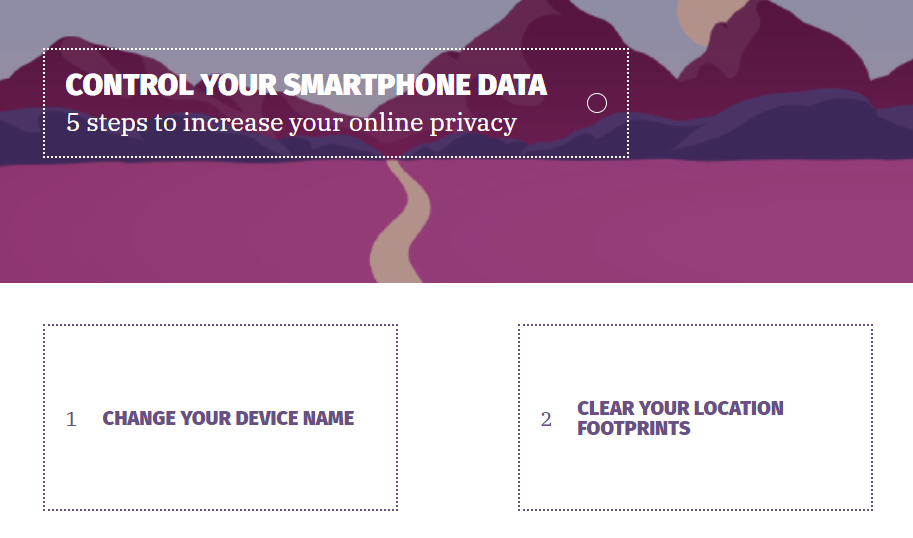 CONTROL YOUR SMARTPHONE DATA
5 steps to increase your online privacy
1 CHANGE YOUR DEVICE NAME
2 CLEAR YOUR LOCATION
FOOTPRINTS